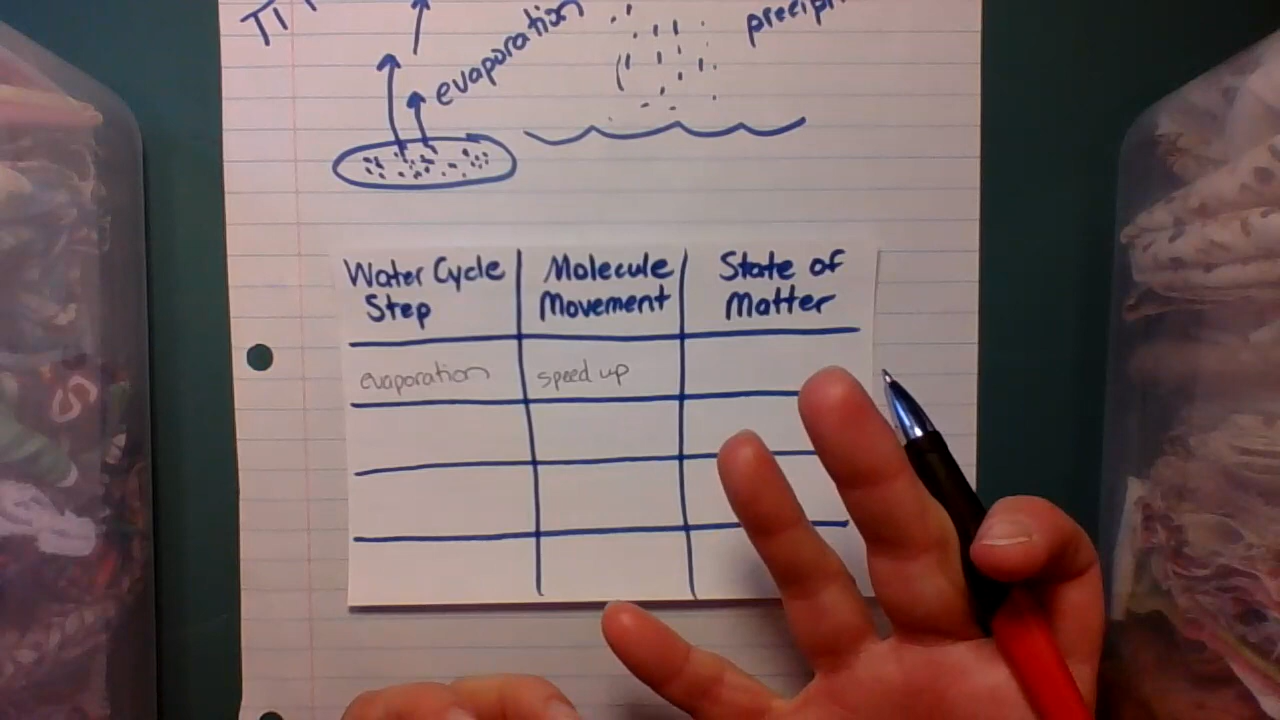 evaporation
Water Cycle Step
Molecule Movement
State of Matter
evaporation
speed up